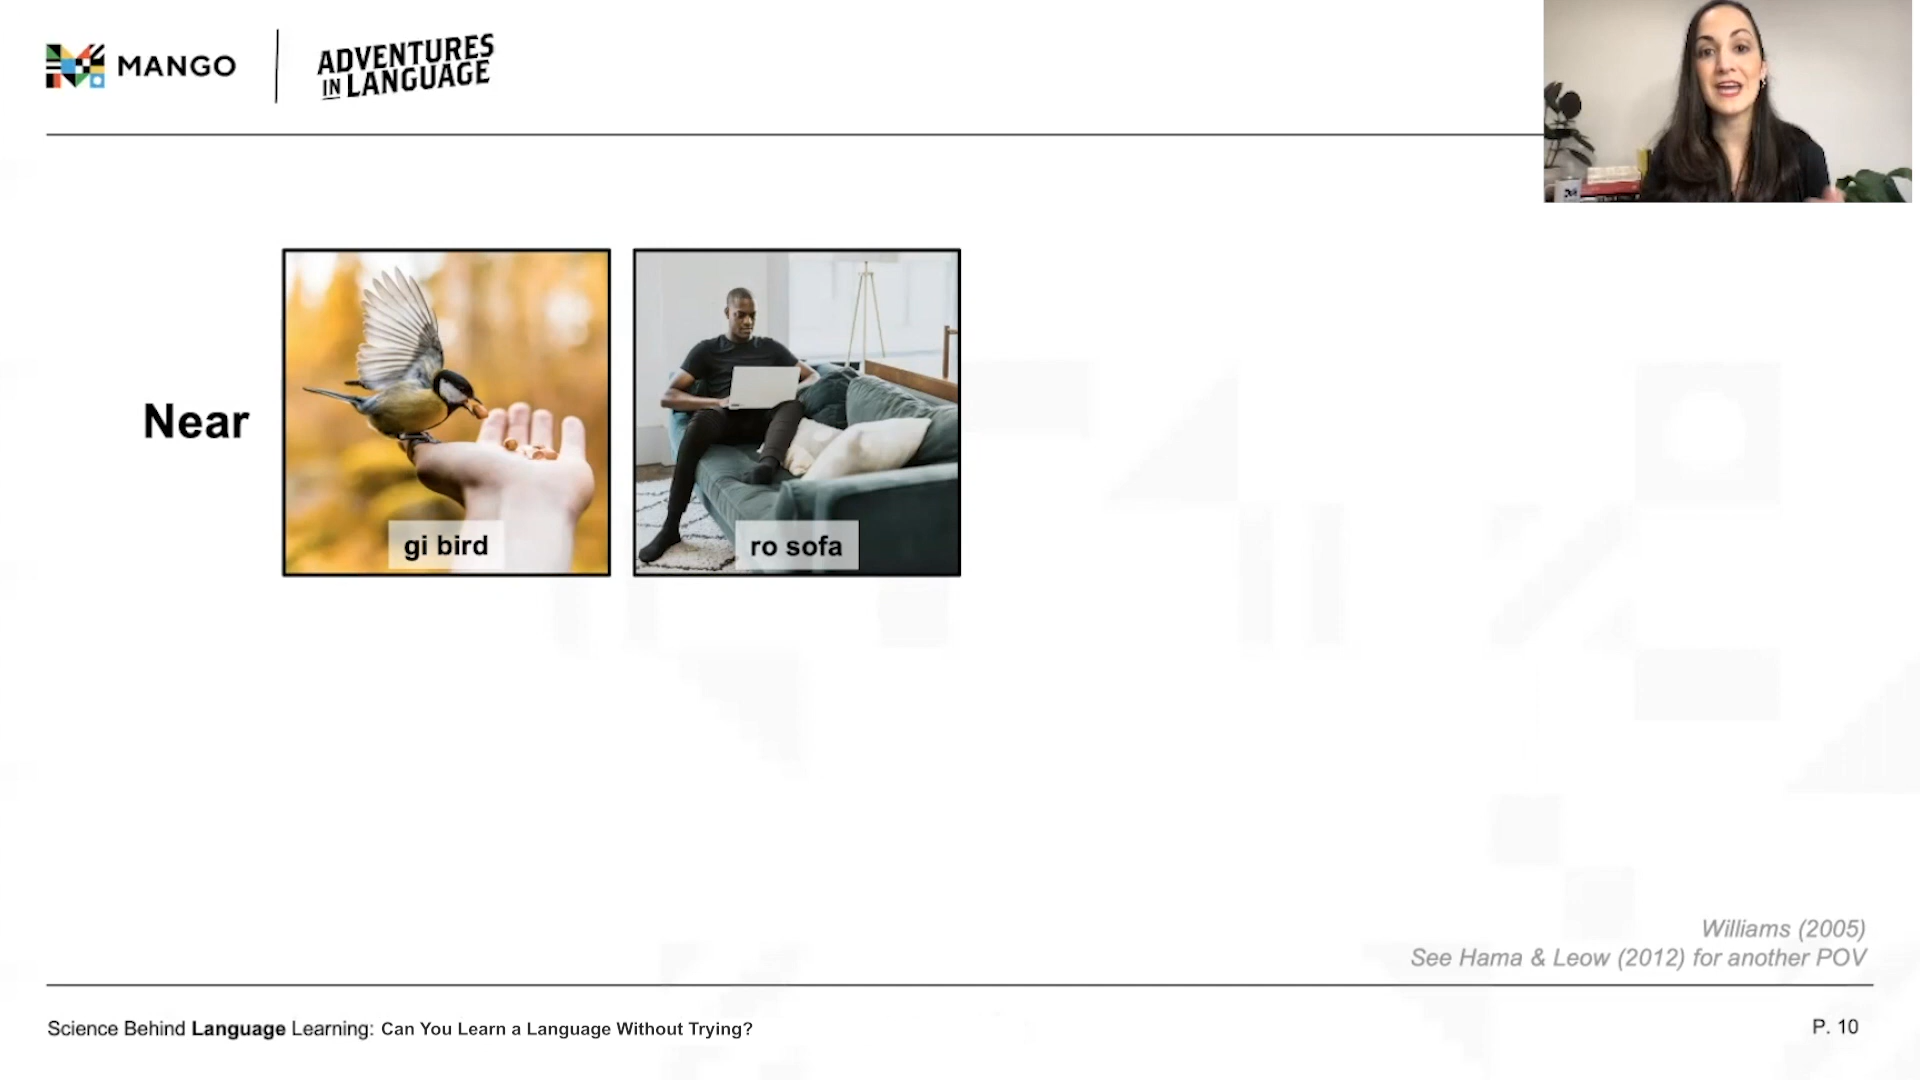 MANGO
ADVENTURES
IN LANGUAGE
Near
gi bird
ro sofa
Williams (2005)
See Hama & Leow (2012) for another POV
Science Behind Language Learning: Can You Learn a Language Without Trying?
P. 10